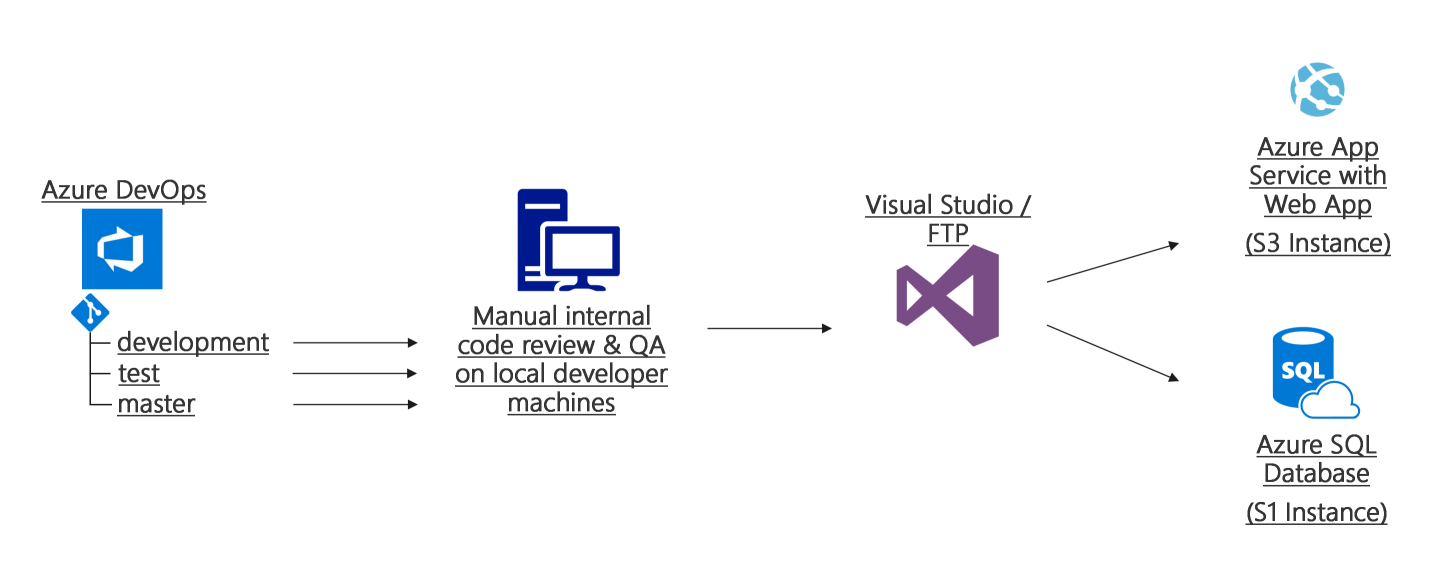 Azure DevOps
development
test
master
Manual internal
code review & QA
on local developer
machines
Visual Studio /
FTP
Azure App
Service with
Web App
(S3 Instance)
SQL
Azure SQL
Database
(S1 Instance)